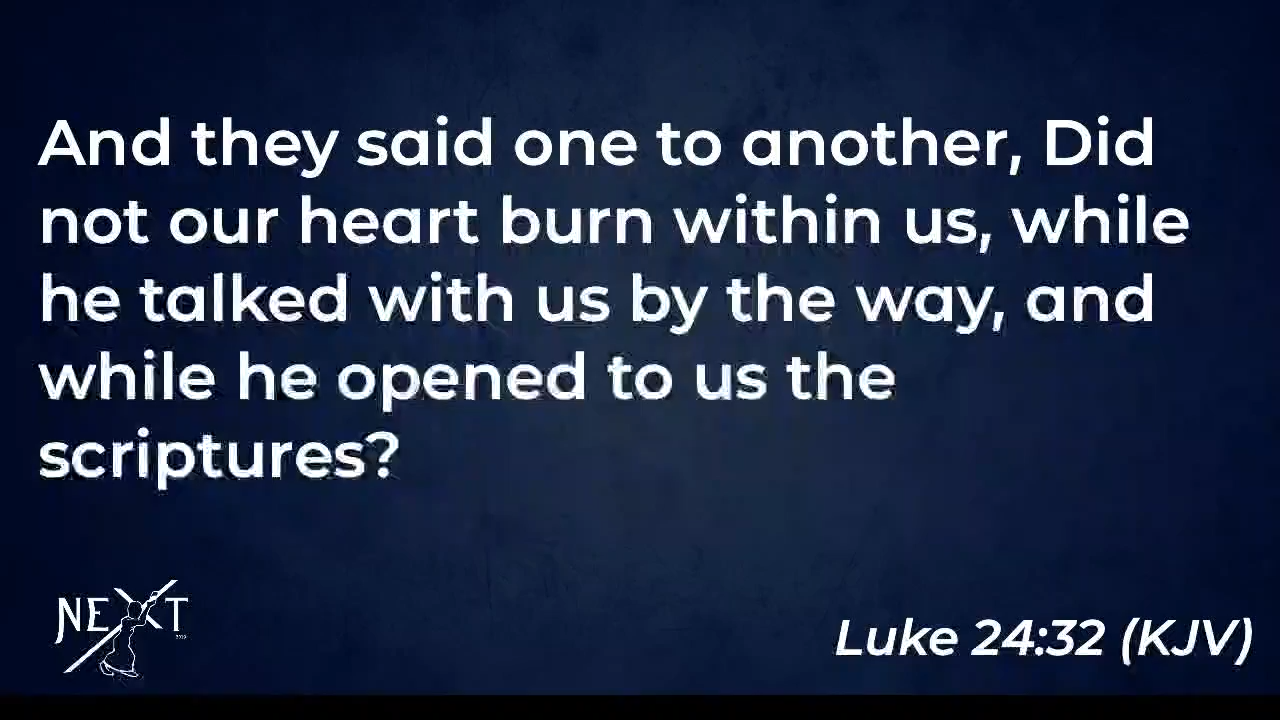 And they said one to another, Did
not our heart burn within us, while
he talked with us by the way, and
while he opened to us the
scriptures?
NEXT
Luke 24:32 (KJV)